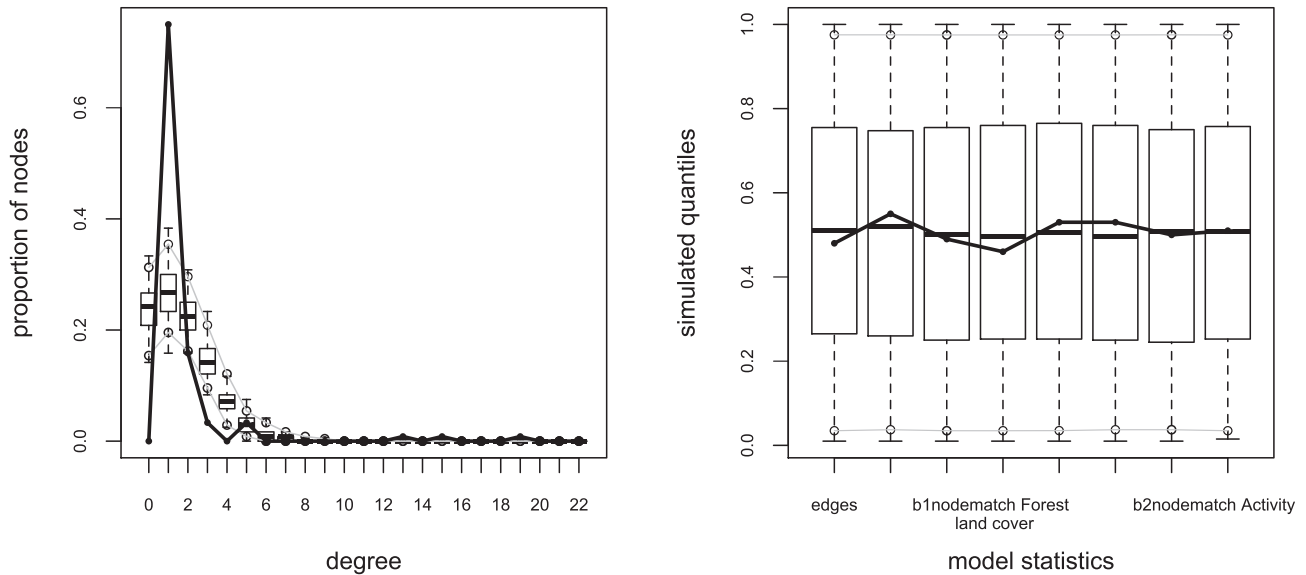 proportion of nodes
0.6
0.4
0.2
0.0
0 2 4 6 8 10 12 14 16 18 20 22
degree
simulated quantiles
1.0
0.8
0.6
0.4
0.2
0.0
edges b1nodematch Forest b2nodematch Activity
land cover
model statistics